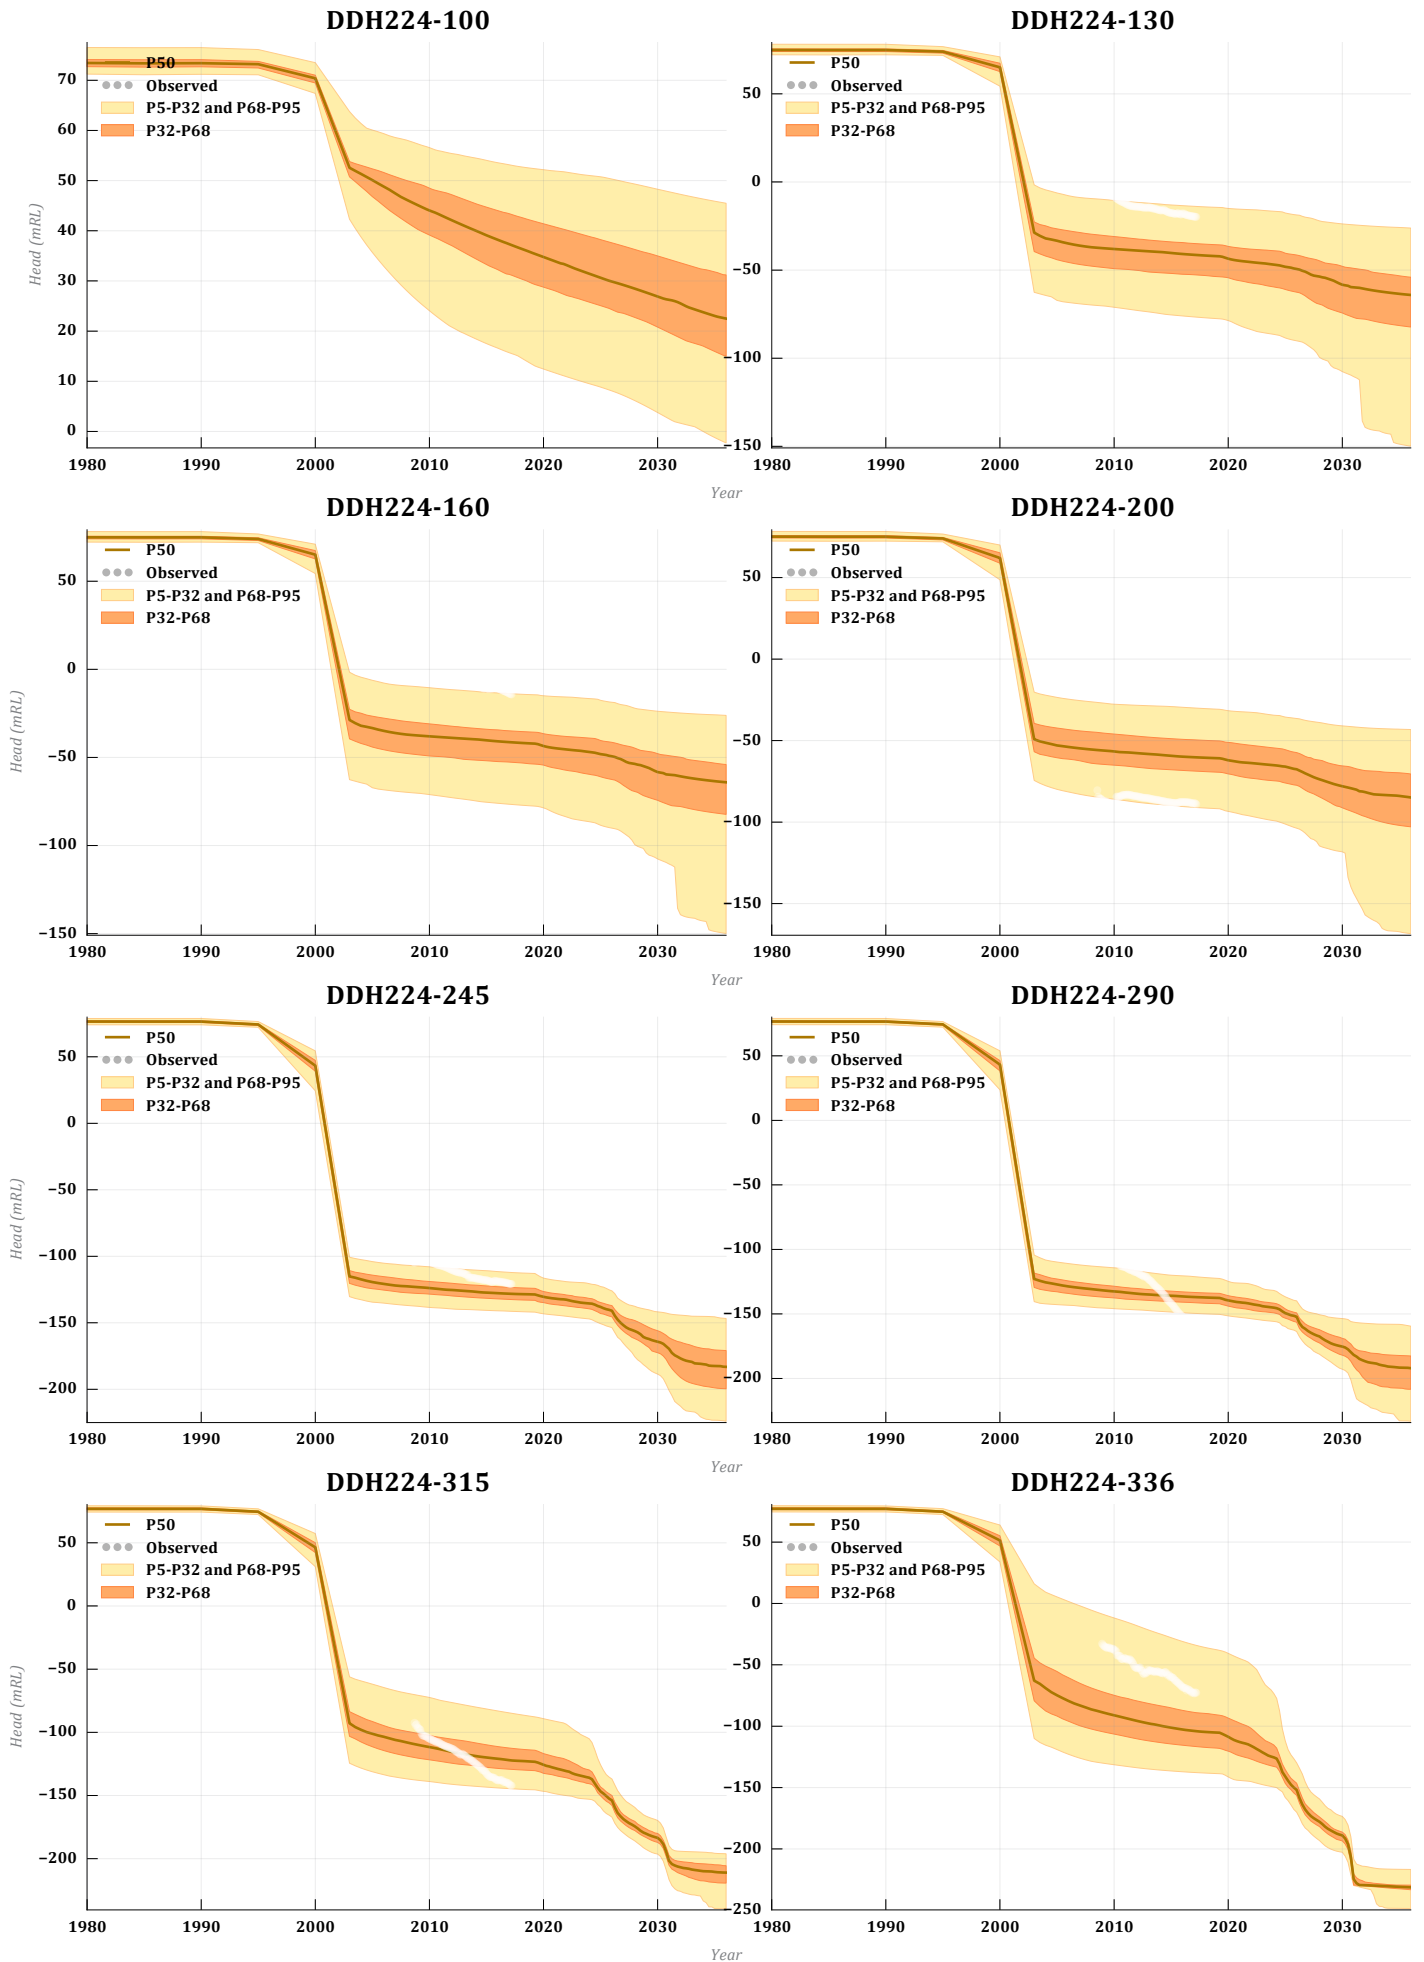 DDH224-100
DDH224-130
70
60
50
40
30
20
10
0
Head (mRL)
P50
Observed
P5-P32 and P68-P95
P32-P68
1980 1990 2000 2010 2020 2030
50
0
−50
−100
−150
P50
Observed
P5-P32 and P68-P95
P32-P68
1980 1990 2000 2010 2020 2030
Year
DDH224-160
DDH224-200
50
0
−50
−100
−150
Head (mRL)
P50
Observed
P5-P32 and P68-P95
P32-P68
1980 1990 2000 2010 2020 2030
50
0
−50
−100
−150
P50
Observed
P5-P32 and P68-P95
P32-P68
1980 1990 2000 2010 2020 2030
Year
DDH224-245
DDH224-290
50
0
−50
−100
−150
−200
Head (mRL)
P50
Observed
P5-P32 and P68-P95
P32-P68
1980 1990 2000 2010 2020 2030
50
0
−50
−100
−150
−200
P50
Observed
P5-P32 and P68-P95
P32-P68
1980 1990 2000 2010 2020 2030
Year
DDH224-315
DDH224-336
50
0
−50
−100
−150
−200
Head (mRL)
P50
Observed
P5-P32 and P68-P95
P32-P68
1980 1990 2000 2010 2020 2030
50
0
−50
−100
−150
−200
−250
P50
Observed
P5-P32 and P68-P95
P32-P68
1980 1990 2000 2010 2020 2030
Year